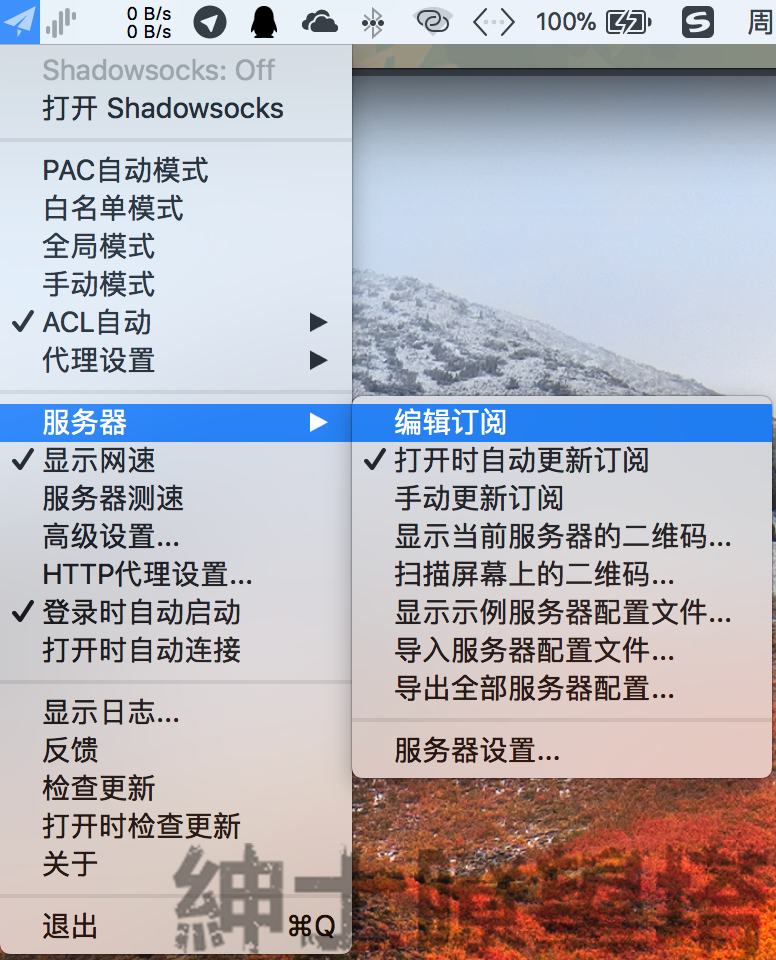 0 B/s
0 B/s
100%
周
Shadowsocks: Off
打开 Shadowsocks
PAC自动模式
白名单模式
全局模式
手动模式
ACL自动
代理设置
服务器
显示网速
服务器测速
高级设置...
HTTP代理设置...
登录时自动启动
打开时自动连接
显示日志...
反馈
检查更新
打开时检查更新
关于
退出 ⌘Q
编辑订阅
打开时自动更新订阅
手动更新订阅
显示当前服务器的二维码...
扫描屏幕上的二维码...
显示示例服务器配置文件...
导入服务器配置文件...
导出全部服务器配置...
服务器设置...